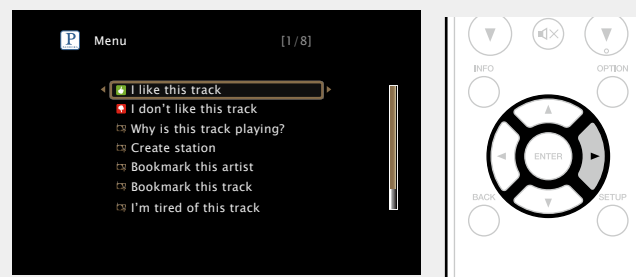 P Menu [1/8]
I like this track
I don't like this track
Why is this track playing?
Create station
Bookmark this artist
Bookmark this track
I'm tired of this track
INFO OPTION
ENTER
BACK SETUP